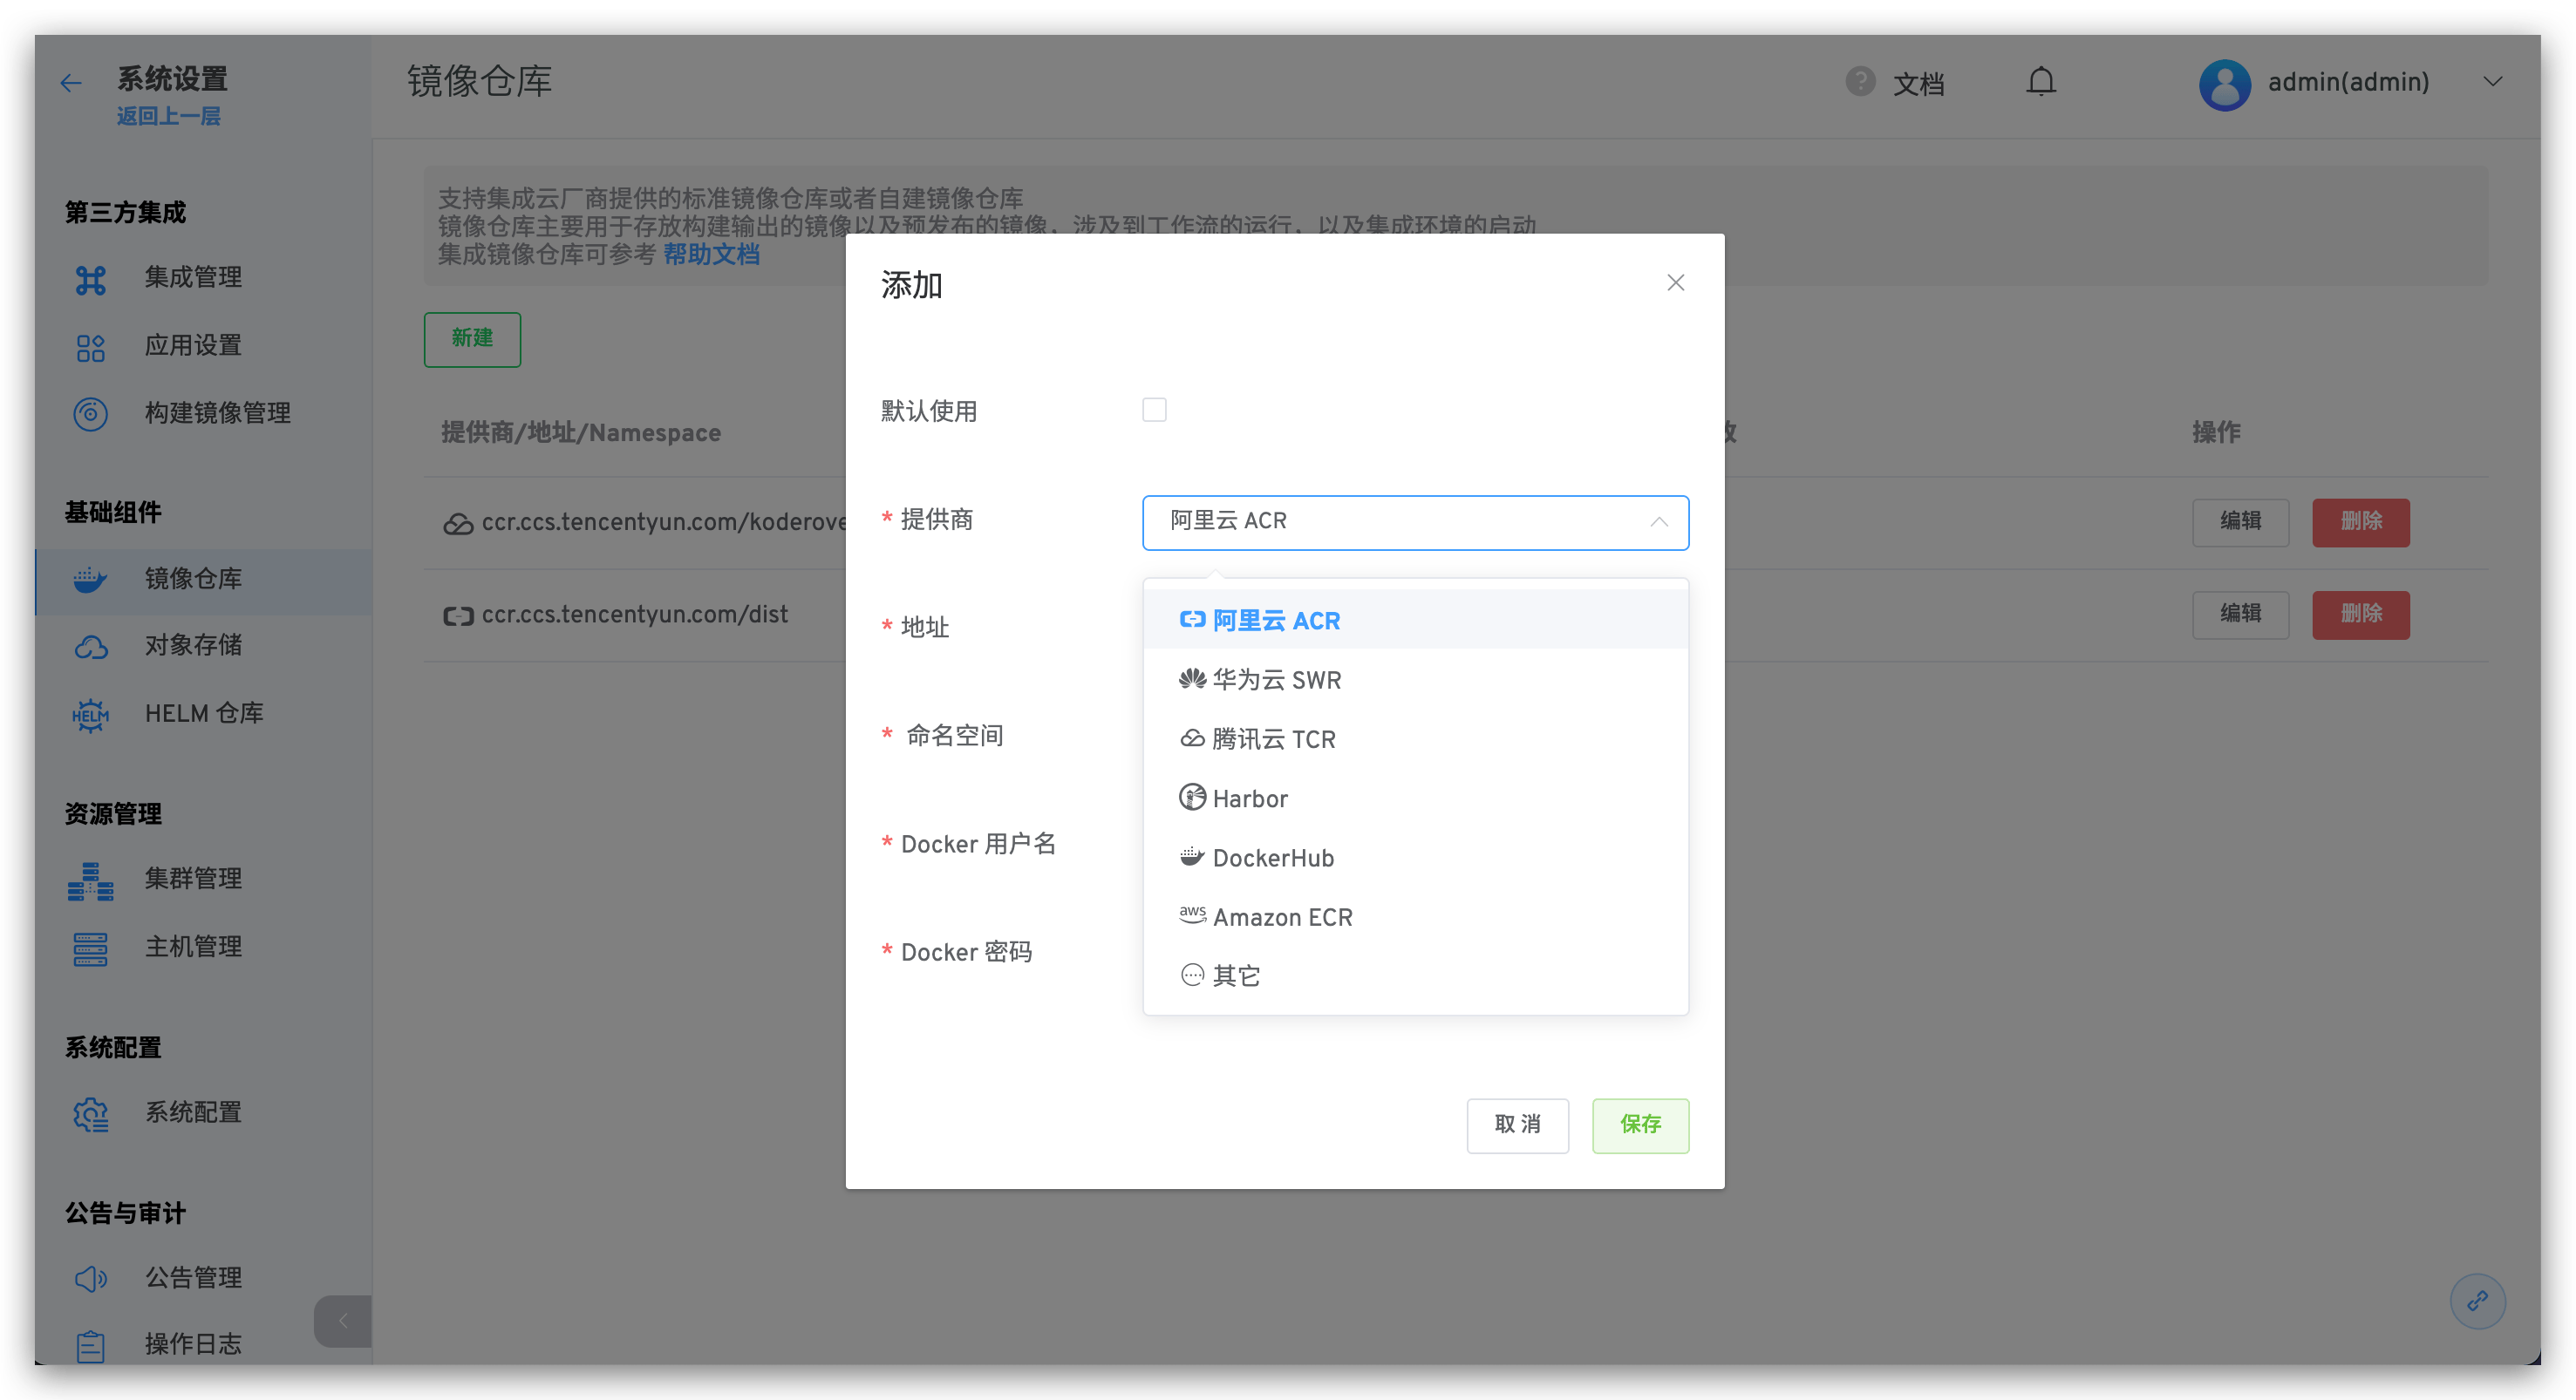 系统设置
返回上一层
镜像仓库
文档
admin(admin)
第三方集成
集成管理
应用设置
构建镜像管理
基础组件
镜像仓库
对象存储
HELM
HELM 仓库
资源管理
集群管理
主机管理
系统配置
系统配置
公告与审计
公告管理
操作日志
支持集成云厂商提供的标准镜像仓库或者自建镜像仓库
镜像仓库主要用于存放构建输出的镜像以及预发布的镜像，涉及到工作流的运行，以及集成环境的启动
集成镜像仓库可参考 帮助文档
新建
提供商/地址/Namespace
操作
ccr.ccs.tencentyun.com/koderove
编辑
删除
ccr.ccs.tencentyun.com/dist
编辑
删除
添加
默认使用
* 提供商
阿里云 ACR
* 地址
* 命名空间
* Docker 用户名
* Docker 密码
阿里云 ACR
华为云 SWR
腾讯云 TCR
Harbor
DockerHub
aws Amazon ECR
其它
取 消
保存